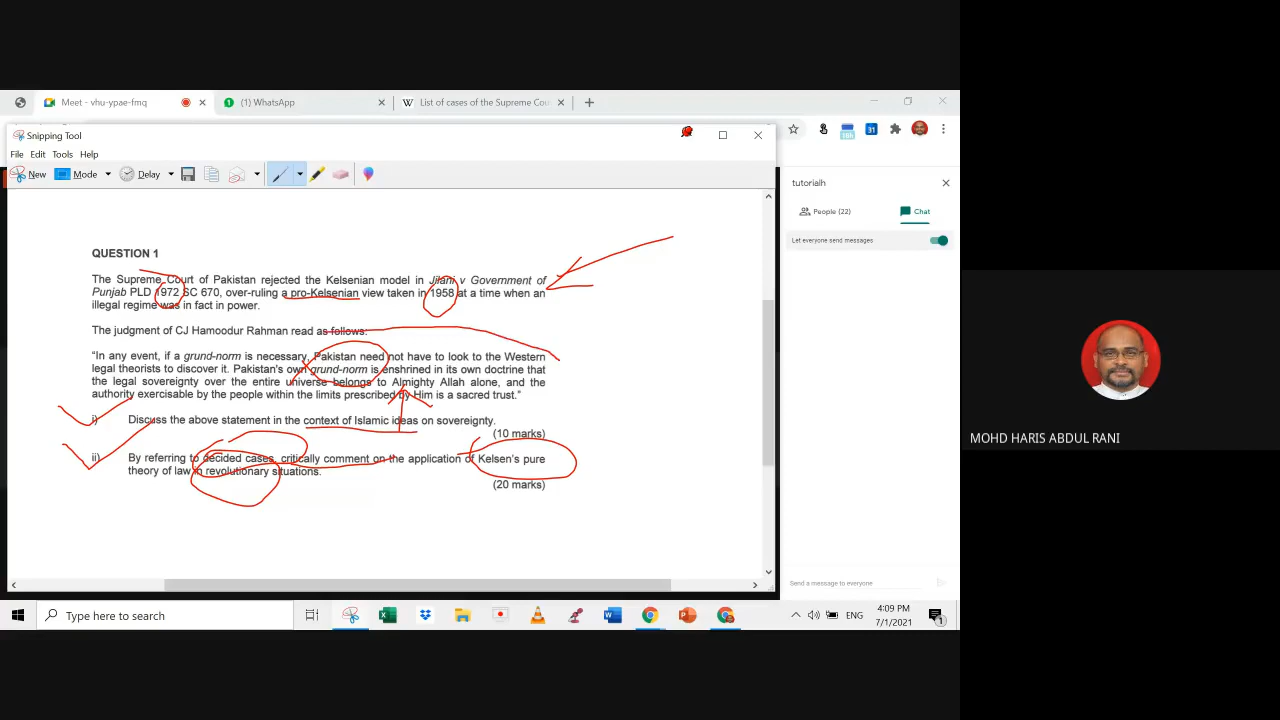 Meet - vhu-ypae-fmq
(1) WhatsApp
List of cases of the Supreme Cou
Snipping Tool
File Edit Tools Help
New Mode Delay
31
tutorialh
People (22) Chat
Let everyone send messages
QUESTION 1
The Supreme Court of Pakistan rejected the Kelsenian model in Jilani v Government of
Punjab PLD 1972 SC 670, over-ruling a pro-Kelsenian view taken in 1958 at a time when an
illegal regime was in fact in power.
The judgment of CJ Hamoodur Rahman read as follows:
“In any event, if a grund-norm is necessary, Pakistan need not have to look to the Western
legal theorists to discover it. Pakistan's own grund-norm is enshrined in its own doctrine that
the legal sovereignty over the entire universe belongs to Almighty Allah alone, and the
authority exercisable by the people within the limits prescribed by Him is a sacred trust.”
i) Discuss the above statement in the context of Islamic ideas on sovereignty.
(10 marks)
ii) By referring to decided cases, critically comment on the application of Kelsen's pure
theory of law in revolutionary situations.
(20 marks)
MOHD HARIS ABDUL RANI
Send a message to everyone
Type here to search
ENG
4:09 PM
7/1/2021